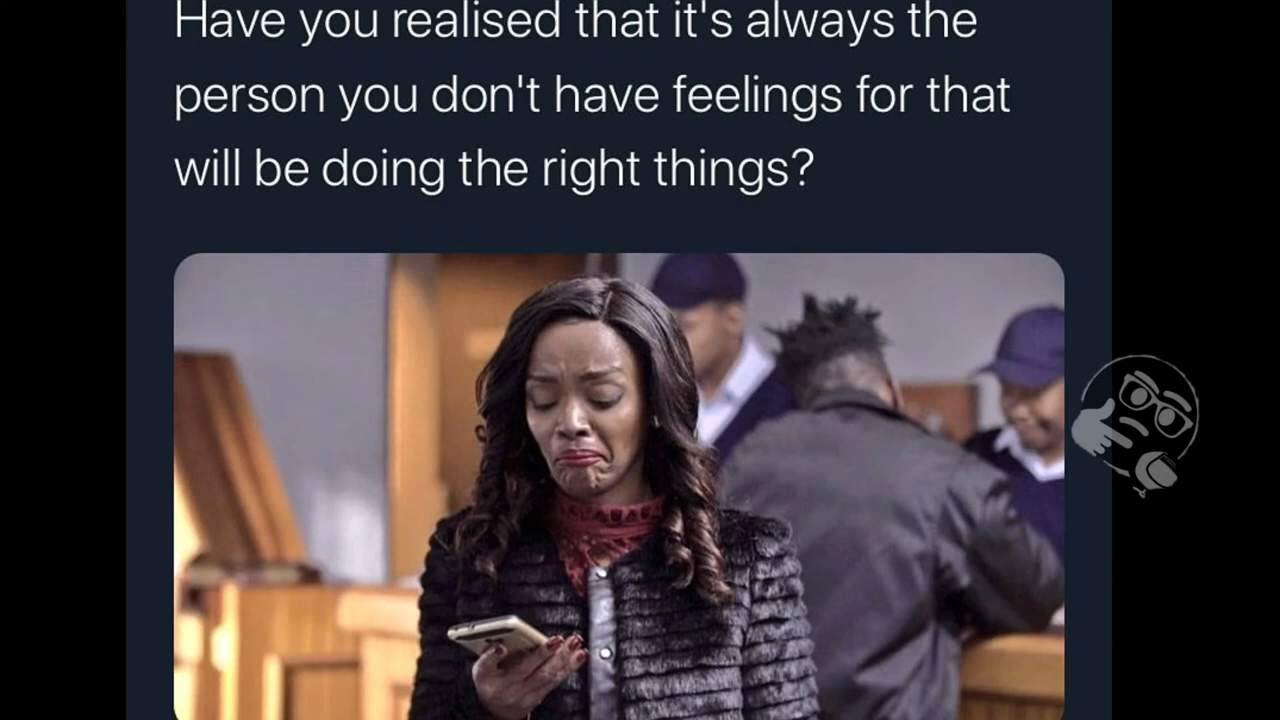 Have you realised that it's always the
person you don't have feelings for that
will be doing the right things?